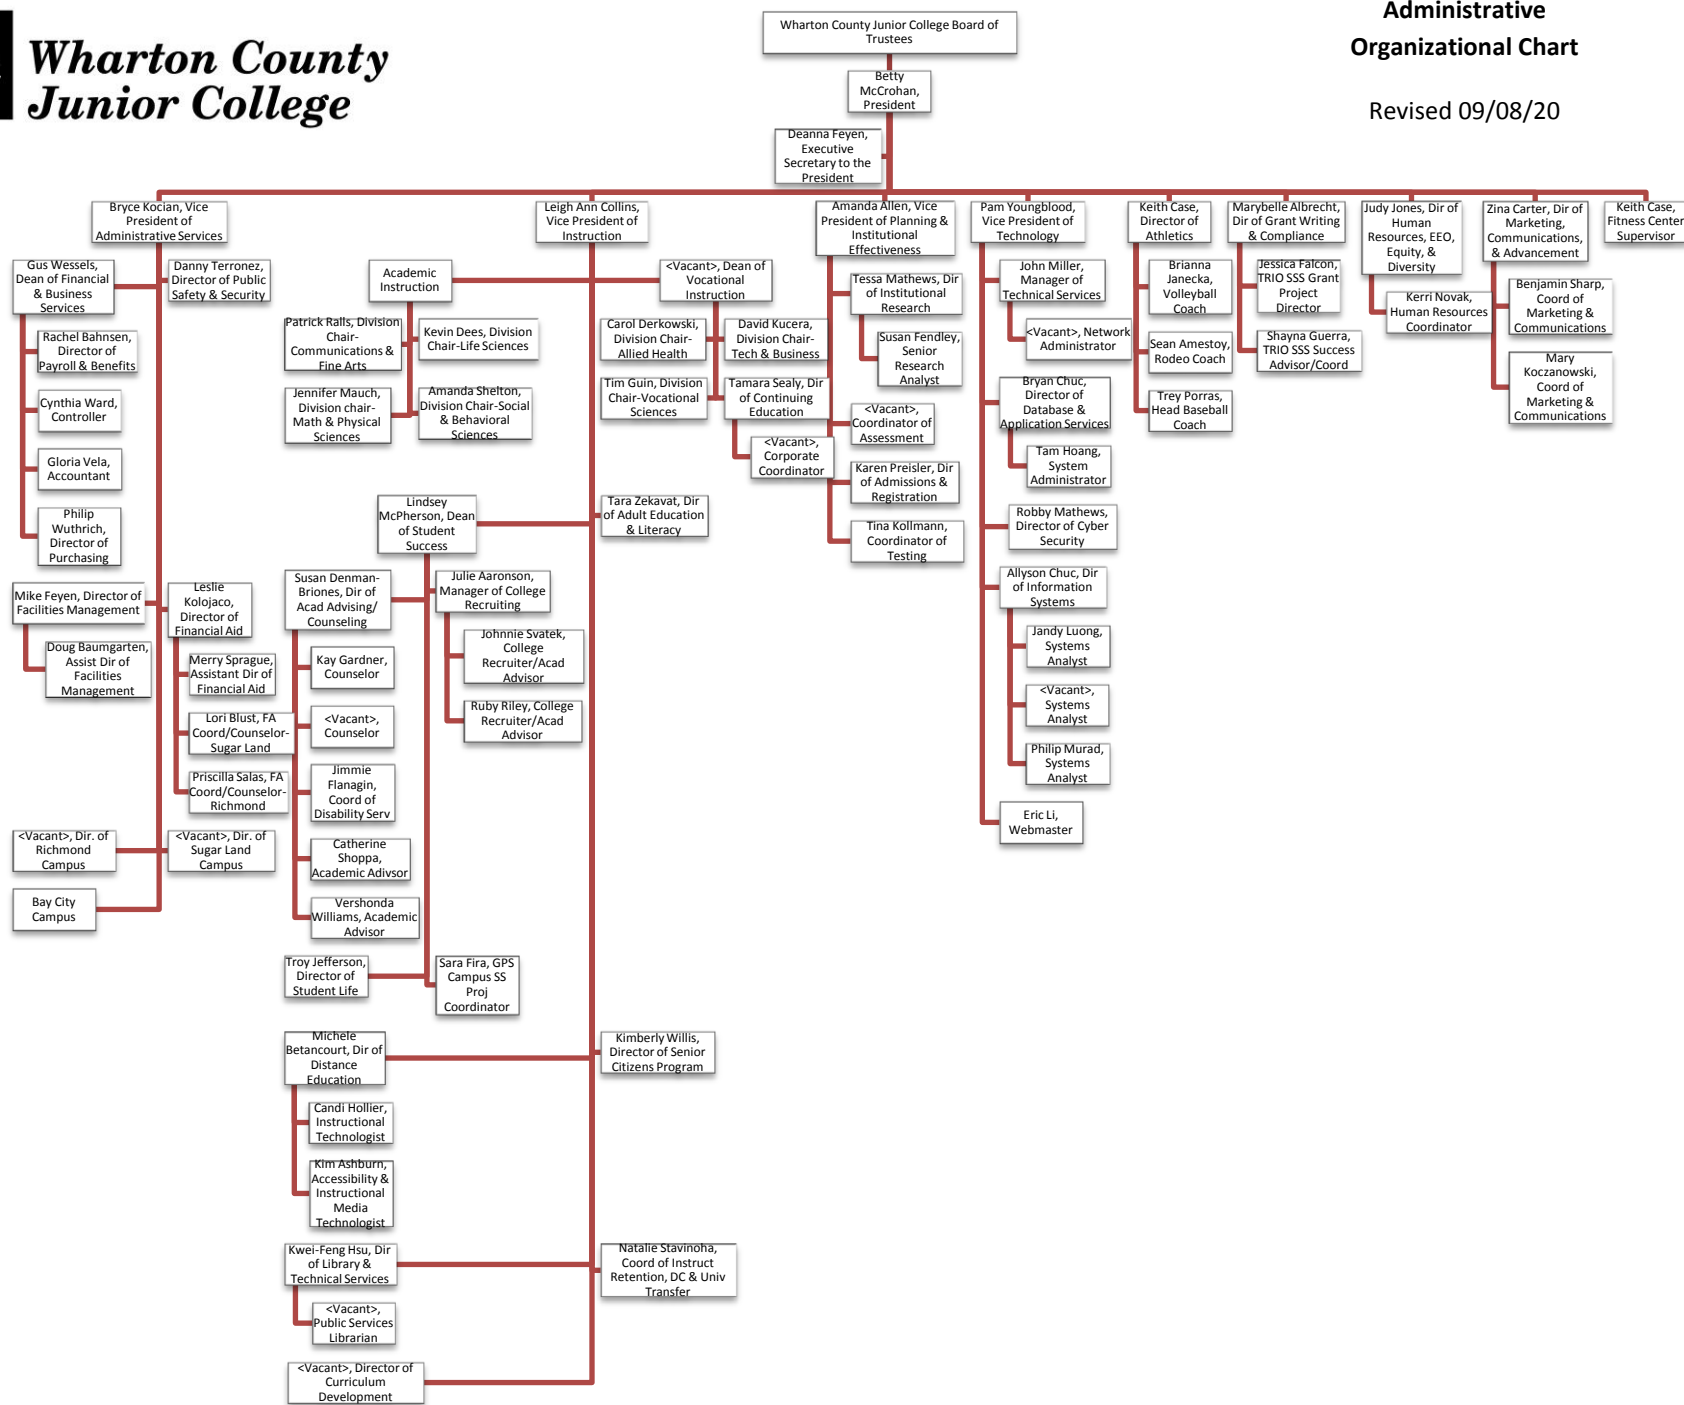 Wharton County
Junior College
Administrative
Organizational Chart
Revised 09/08/20
Wharton County Junior College Board of
Trustees
Betty
McCrohan,
President
Deanna Feyen,
Executive
Secretary to the
President
Bryce Kocian, Vice
President of
Administrative Services
Gus Wessels,
Dean of Financial
& Business
Services
Danny Terronez,
Director of Public
Safety & Security
Rachel Bahnsen,
Director of
Payroll & Benefits
Cynthia Ward,
Controller
Gloria Vela,
Accountant
Philip
Wuthrich,
Director of
Purchasing
Mike Feyen, Director of
Facilities Management
Doug Baumgarten,
Assist Dir of
Facilities
Management
Leslie
Kolojaco,
Director of
Financial Aid
Merry Sprague,
Assistant Dir of
Financial Aid
Lori Blust, FA
Coord/Counselor-
Sugar Land
Priscilla Salas, FA
Coord/Counselor-
Richmond
<Vacant>, Dir. of
Richmond
Campus
<Vacant>, Dir. of
Sugar Land
Campus
Bay City
Campus
Leigh Ann Collins,
Vice President of
Instruction
Academic
Instruction
Patrick Ralls, Division
Chair-
Communications &
Fine Arts
Kevin Dees, Division
Chair-Life Sciences
Jennifer Mauch,
Division chair-
Math & Physical
Sciences
Amanda Shelton,
Division Chair-Social
& Behavioral
Sciences
<Vacant>, Dean of
Vocational
Instruction
Carol Derkowski,
Division Chair-
Allied Health
David Kucera,
Division Chair-
Tech & Business
Tim Guin, Division
Chair-Vocational
Sciences
Tamara Sealy, Dir
of Continuing
Education
<Vacant>,
Corporate
Coordinator
Lindsey
McPherson, Dean
of Student
Success
Tara Zekavat, Dir
of Adult Education
& Literacy
Susan Denman-
Briones, Dir of
Acad Advising/
Counseling
Kay Gardner,
Counselor
<Vacant>,
Counselor
Jimmie
Flanagin,
Coord of
Disability Serv
Catherine
Shoppa,
Academic Adivsor
Vershonda
Williams, Academic
Advisor
Julie Aaronson,
Manager of College
Recruiting
Johnnie Svatek,
College
Recruiter/Acad
Advisor
Ruby Riley, College
Recruiter/Acad
Advisor
Troy Jefferson,
Director of
Student Life
Sara Fira, GPS
Campus SS
Proj
Coordinator
Michele
Betancourt, Dir of
Distance
Education
Candi Hollier,
Instructional
Technologist
Kim Ashburn,
Accessibility &
Instructional
Media
Technologist
Kimberly Willis,
Director of Senior
Citizens Program
Kwei-Feng Hsu, Dir
of Library &
Technical Services
<Vacant>,
Public Services
Librarian
Natalie Stavinoha,
Coord of Instruct
Retention, DC & Univ
Transfer
<Vacant>, Director of
Curriculum
Development
Amanda Allen, Vice
President of Planning &
Institutional
Effectiveness
Tessa Mathews, Dir
of Institutional
Research
Susan Fendley,
Senior
Research
Analyst
<Vacant>,
Coordinator of
Assessment
Karen Preisler, Dir
of Admissions &
Registration
Tina Kollmann,
Coordinator of
Testing
Pam Youngblood,
Vice President of
Technology
John Miller,
Manager of
Technical Services
<Vacant>, Network
Administrator
Bryan Chuc,
Director of
Database &
Application Services
Tam Hoang,
System
Administrator
Robby Mathews,
Director of Cyber
Security
Allyson Chuc, Dir
of Information
Systems
Jandy Luong,
Systems
Analyst
<Vacant>,
Systems
Analyst
Philip Murad,
Systems
Analyst
Eric Li,
Webmaster
Keith Case,
Director of
Athletics
Brianna
Janecka,
Volleyball
Coach
Sean Amestoy,
Rodeo Coach
Trey Porras,
Head Baseball
Coach
Marybelle Albrecht,
Dir of Grant Writing
& Compliance
Jessica Falcon,
TRIO SSS Grant
Project
Director
Shayna Guerra,
TRIO SSS Success
Advisor/Coord
Judy Jones, Dir of
Human
Resources, EEO,
Equity, &
Diversity
Kerri Novak,
Human Resources
Coordinator
Zina Carter, Dir of
Marketing,
Communications,
& Advancement
Benjamin Sharp,
Coord of
Marketing &
Communications
Mary
Koczanowski,
Coord of
Marketing &
Communications
Keith Case,
Fitness Center
Supervisor